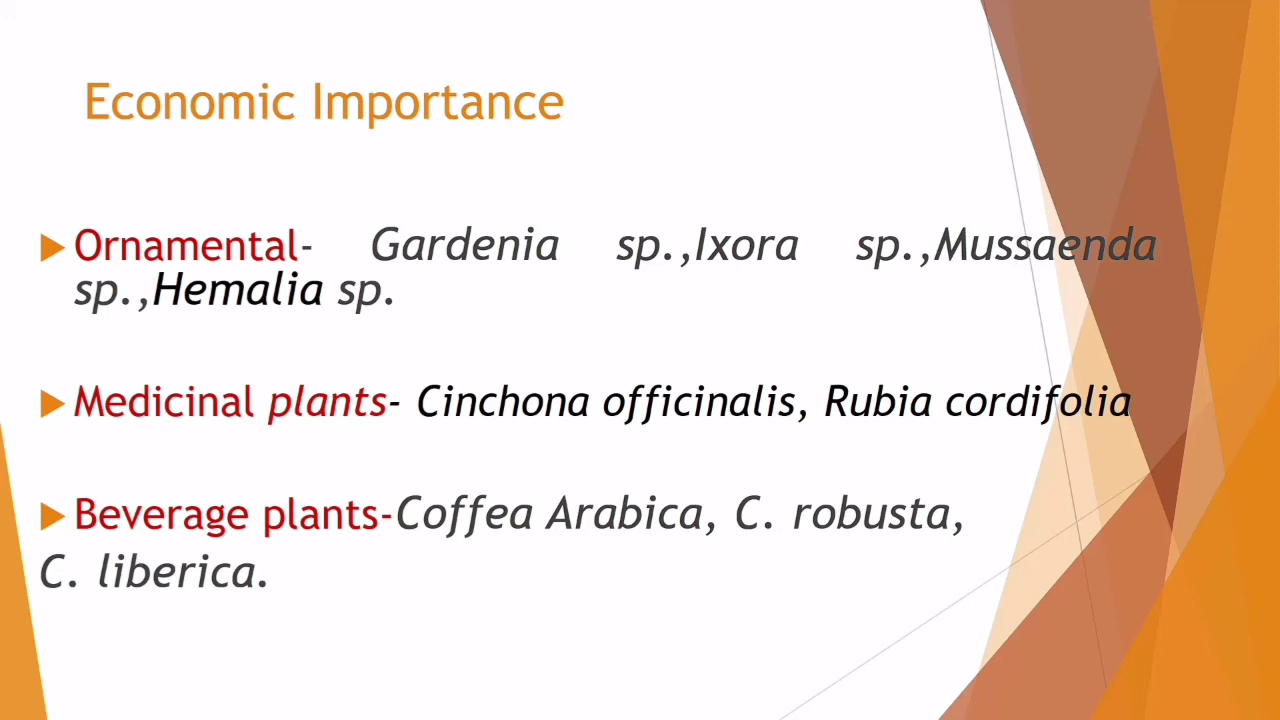 Economic Importance
Ornamental- Gardenia sp.,Ixora sp.,Mussaenda
sp.,Hemalia sp.
Medicinal plants- Cinchona officinalis, Rubia cordifolia
Beverage plants-Coffea Arabica, C. robusta,
C. liberica.